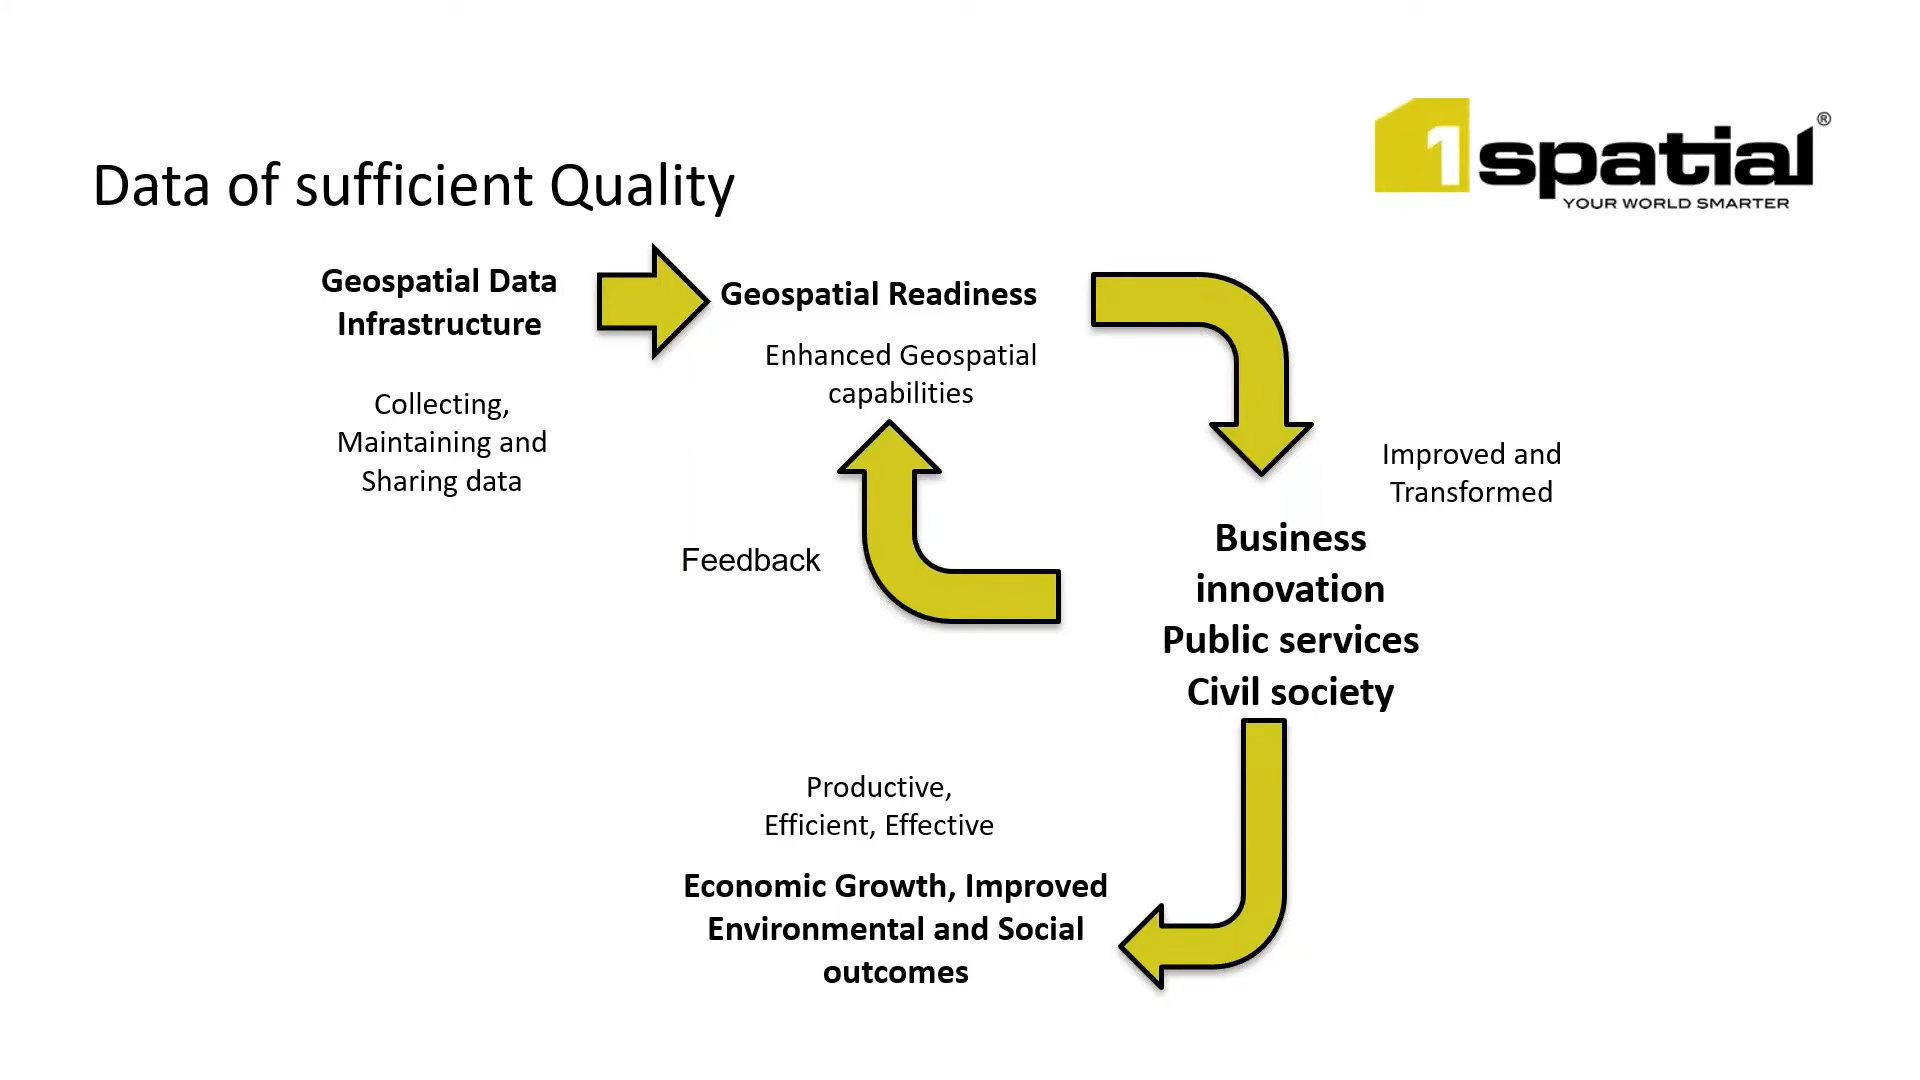 1spatial®
YOUR WORLD SMARTER
Data of sufficient Quality
Geospatial Data
Infrastructure
Collecting,
Maintaining and
Sharing data
Geospatial Readiness
Enhanced Geospatial
capabilities
Feedback
Improved and
Transformed
Business
innovation
Public services
Civil society
Productive,
Efficient, Effective
Economic Growth, Improved
Environmental and Social
outcomes